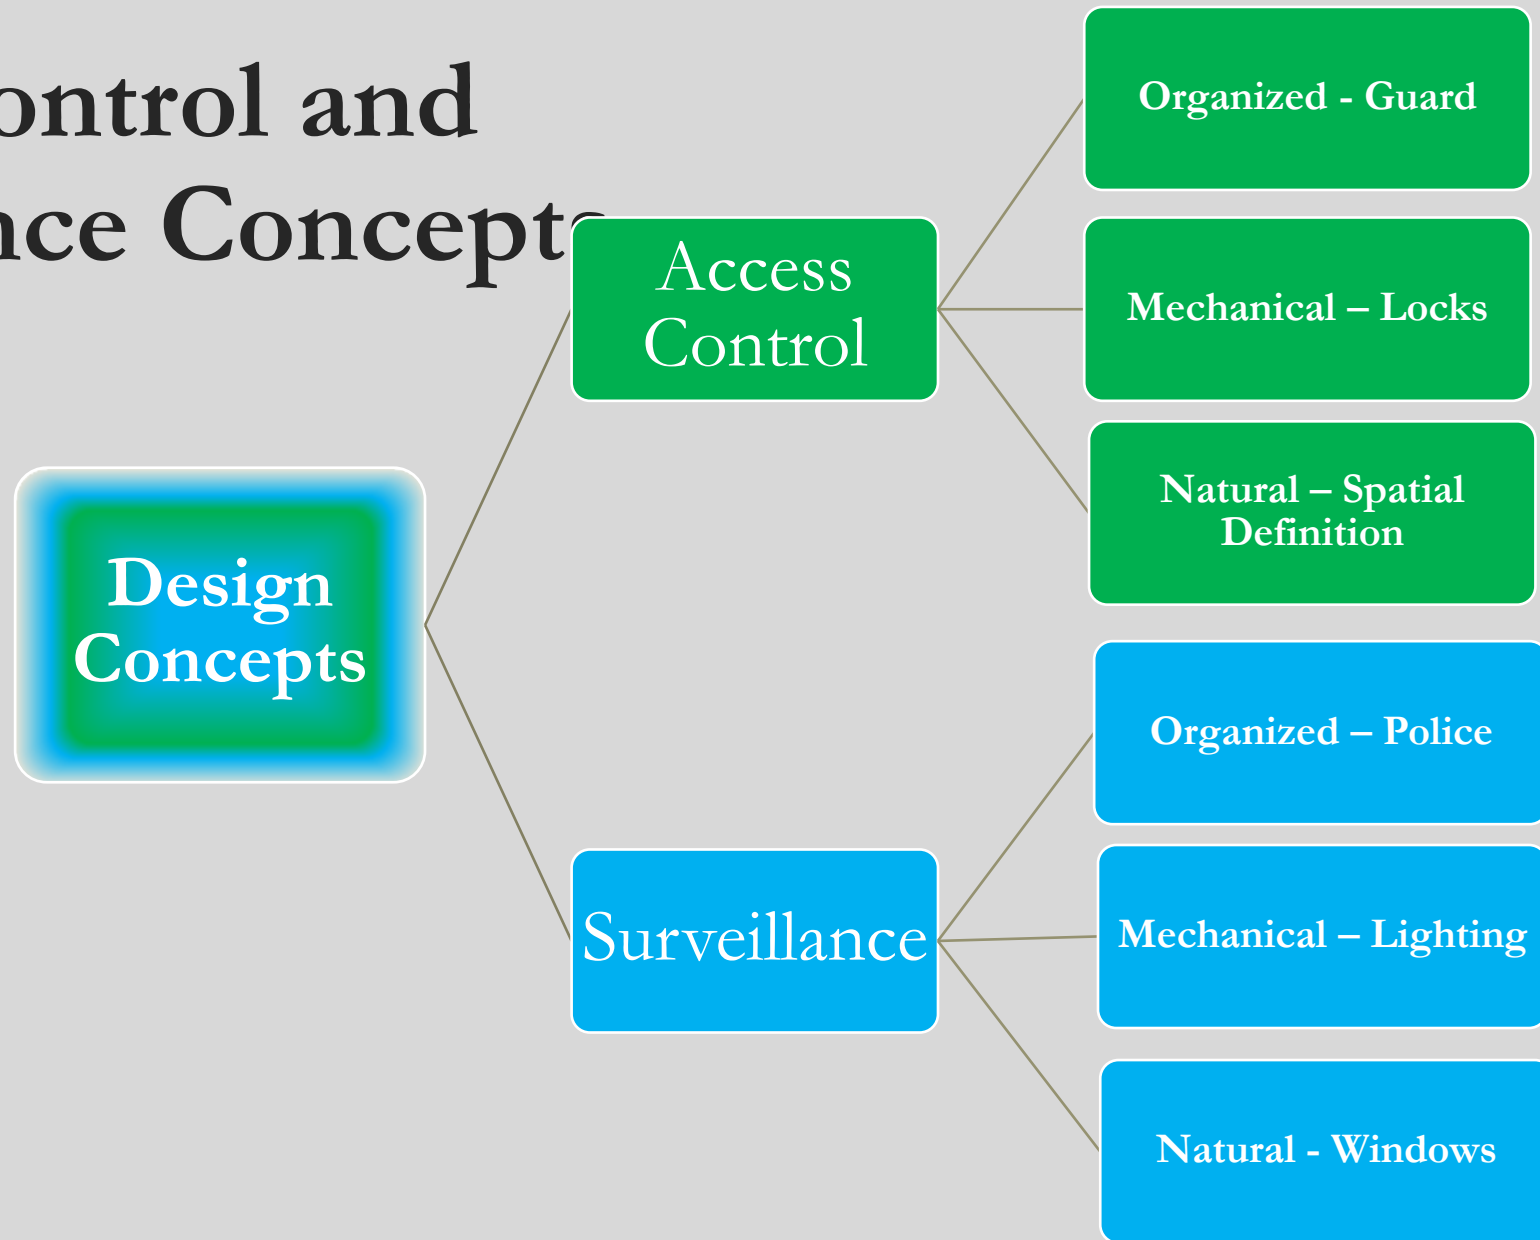 ontrol and
nce Concepts
Access
Control
Design
Concepts
Surveillance
Organized - Guard
Mechanical – Locks
Natural – Spatial
Definition
Organized – Police
Mechanical – Lighting
Natural - Windows